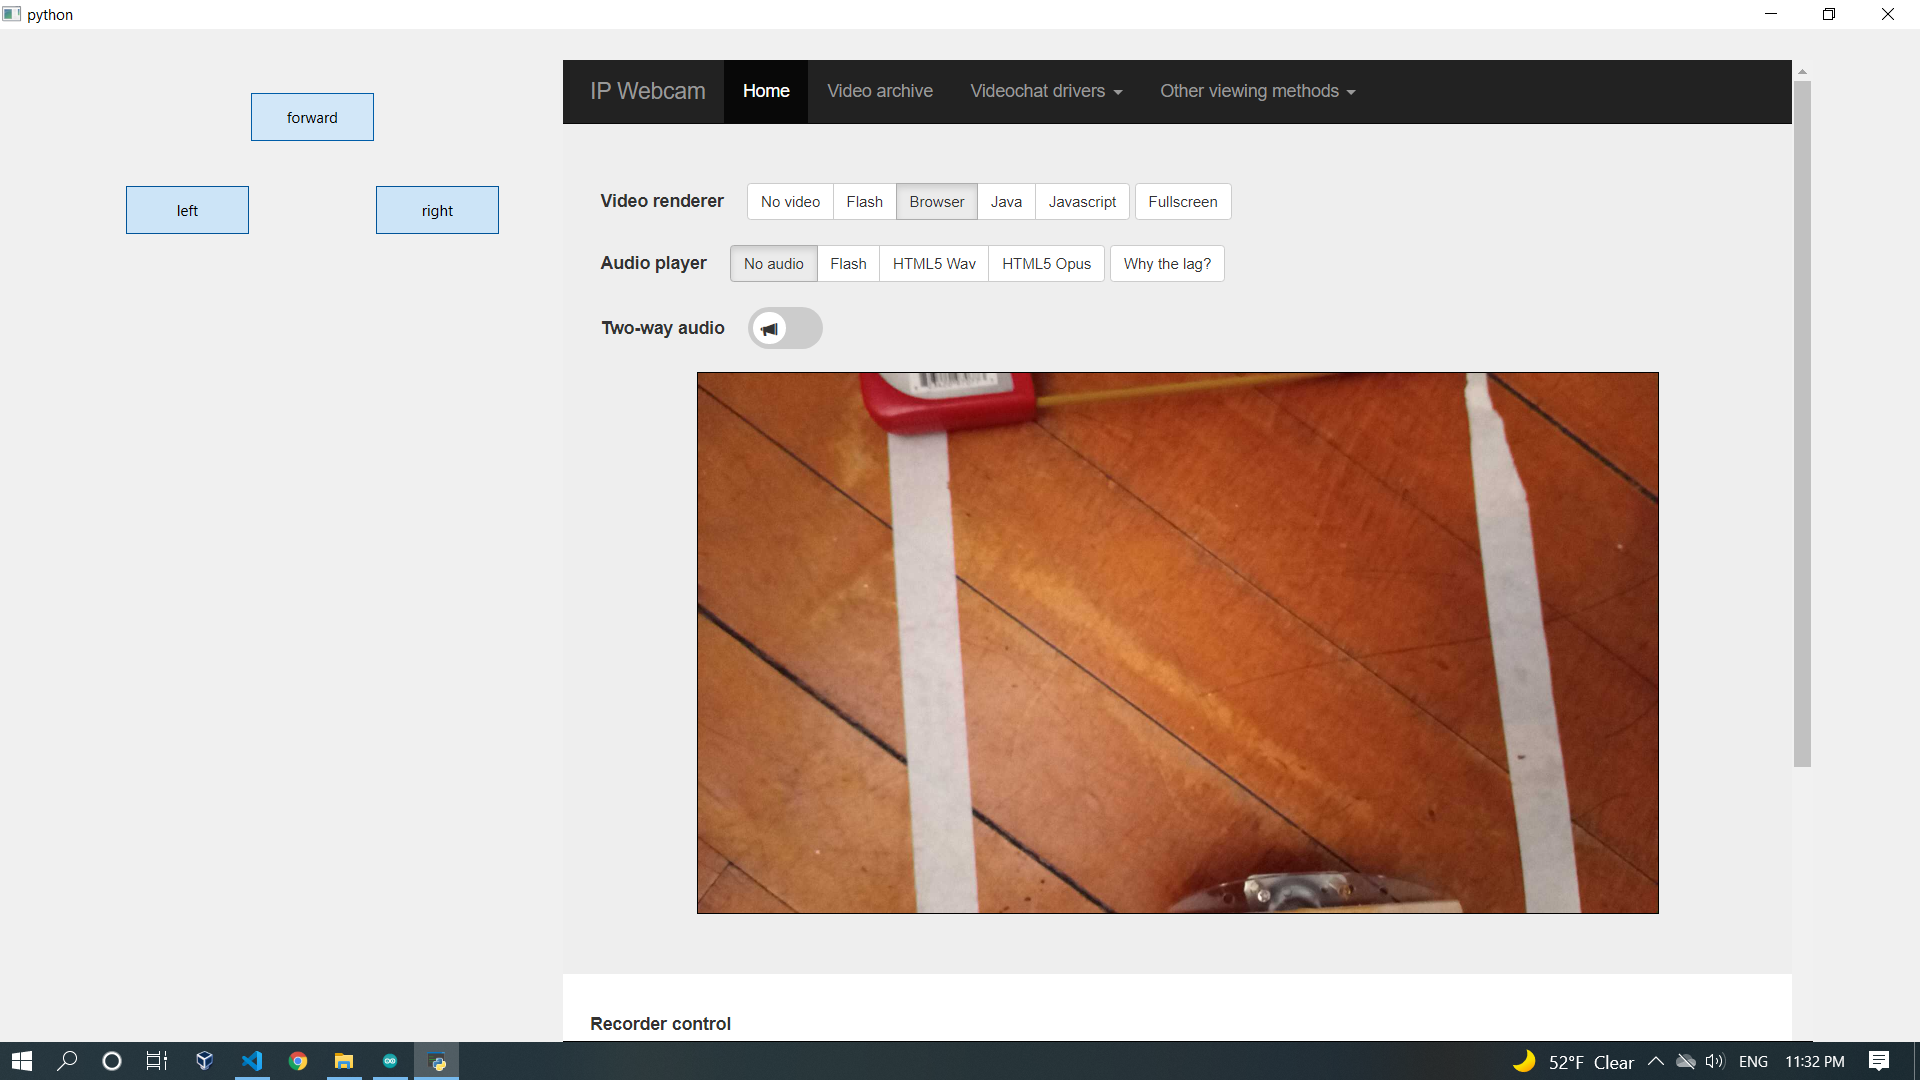 python
forward
left
right
IP Webcam Home Video archive Videochat drivers Other viewing methods
Video renderer No video Flash Browser Java Javascript Fullscreen
Audio player No audio Flash HTML5 Wav HTML5 Opus Why the lag?
Two-way audio
Recorder control
52°F Clear ENG 11:32 PM